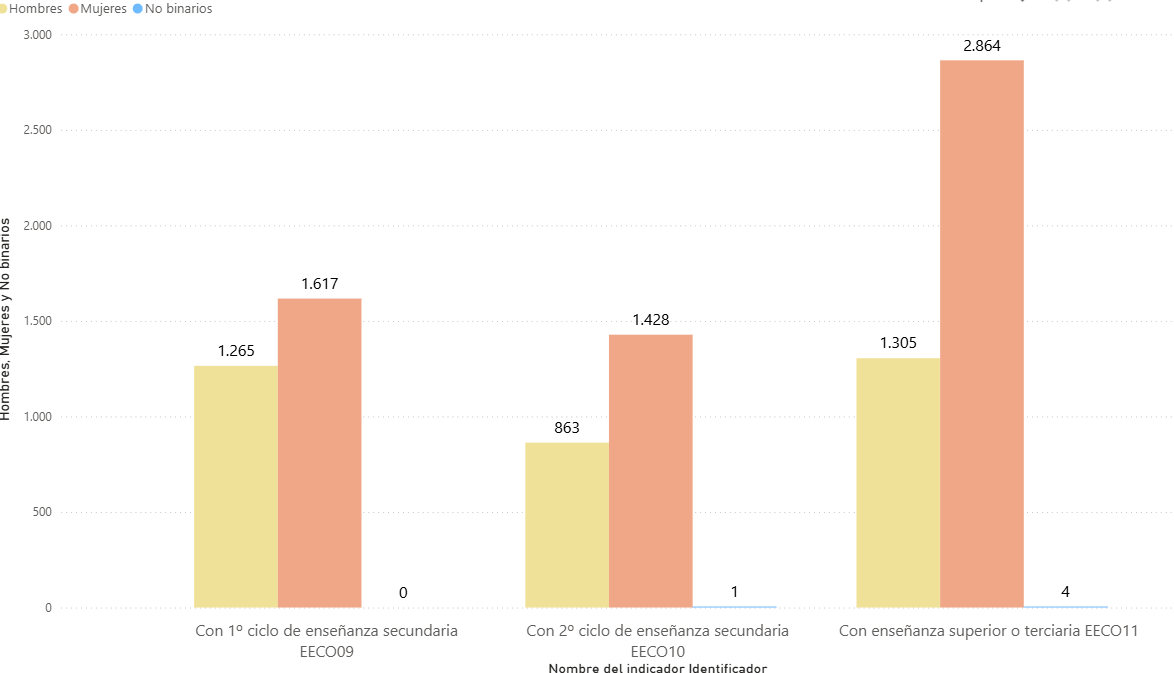 Hombres Mujeres No binarios
3.000
2.500
2.000
1.500
1.000
500
0
Hombres, Mujeres y No binarios
1.265
1.617
0
863
1.428
1
1.305
2.864
4
Con 1º ciclo de enseñanza secundaria
EECO09
Con 2º ciclo de enseñanza secundaria
EECO10
Con enseñanza superior o terciaria EECO11
Nombre del indicador Identificador